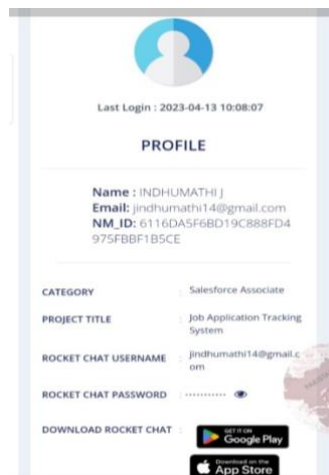 Last Login : 2023-04-13 10:08:07
PROFILE
Name : INDHUMATHI J
Email: jindhumathi14@gmail.com
NM_ID: 6116DA5F6BD19C888FD4
975FBBF1B5CE
CATEGORY : Salesforce Associate
PROJECT TITLE : Job Application Tracking
System
ROCKET CHAT USERNAME : jindhumathi14@gmail.c
om
ROCKET CHAT PASSWORD : ···········
DOWNLOAD ROCKET CHAT :
GET IT ON
Google Play
Download on the
App Store